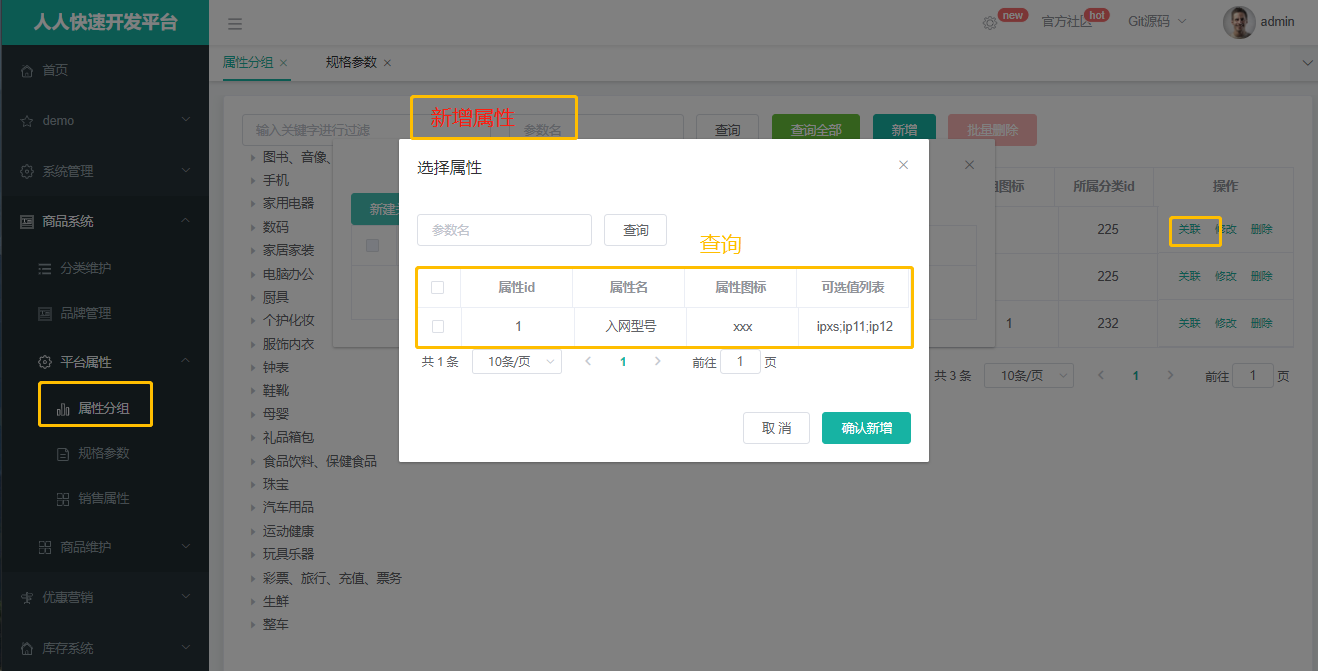 人人快速开发平台
new
官方社区
hot
Git源码
admin
首页
demo
系统管理
商品系统
分类维护
品牌管理
平台属性
属性分组
规格参数
销售属性
商品维护
优惠营销
库存系统
属性分组
规格参数
新增属性
输入关键字进行过滤
参数名
查询
查询全部
新增
批量删除
图书、音像、
手机
家用电器
数码
家居家装
电脑办公
厨具
个护化妆
服饰内衣
钟表
鞋靴
母婴
礼品箱包
食品饮料、保健食品
珠宝
汽车用品
运动健康
玩具乐器
彩票、旅行、充值、票务
生鲜
整车
新建
选择属性
参数名
查询
查询
属性id 属性名 属性图标 可选值列表
1 入网型号 xxx ipxs;ip11;ip12
共 1 条 10条/页 1 前往 1 页
取 消 确认新增
图标 所属分类id 操作
225 关联 修改 删除
225 关联 修改 删除
1 232 关联 修改 删除
共 3 条 10条/页 1 前往 1 页